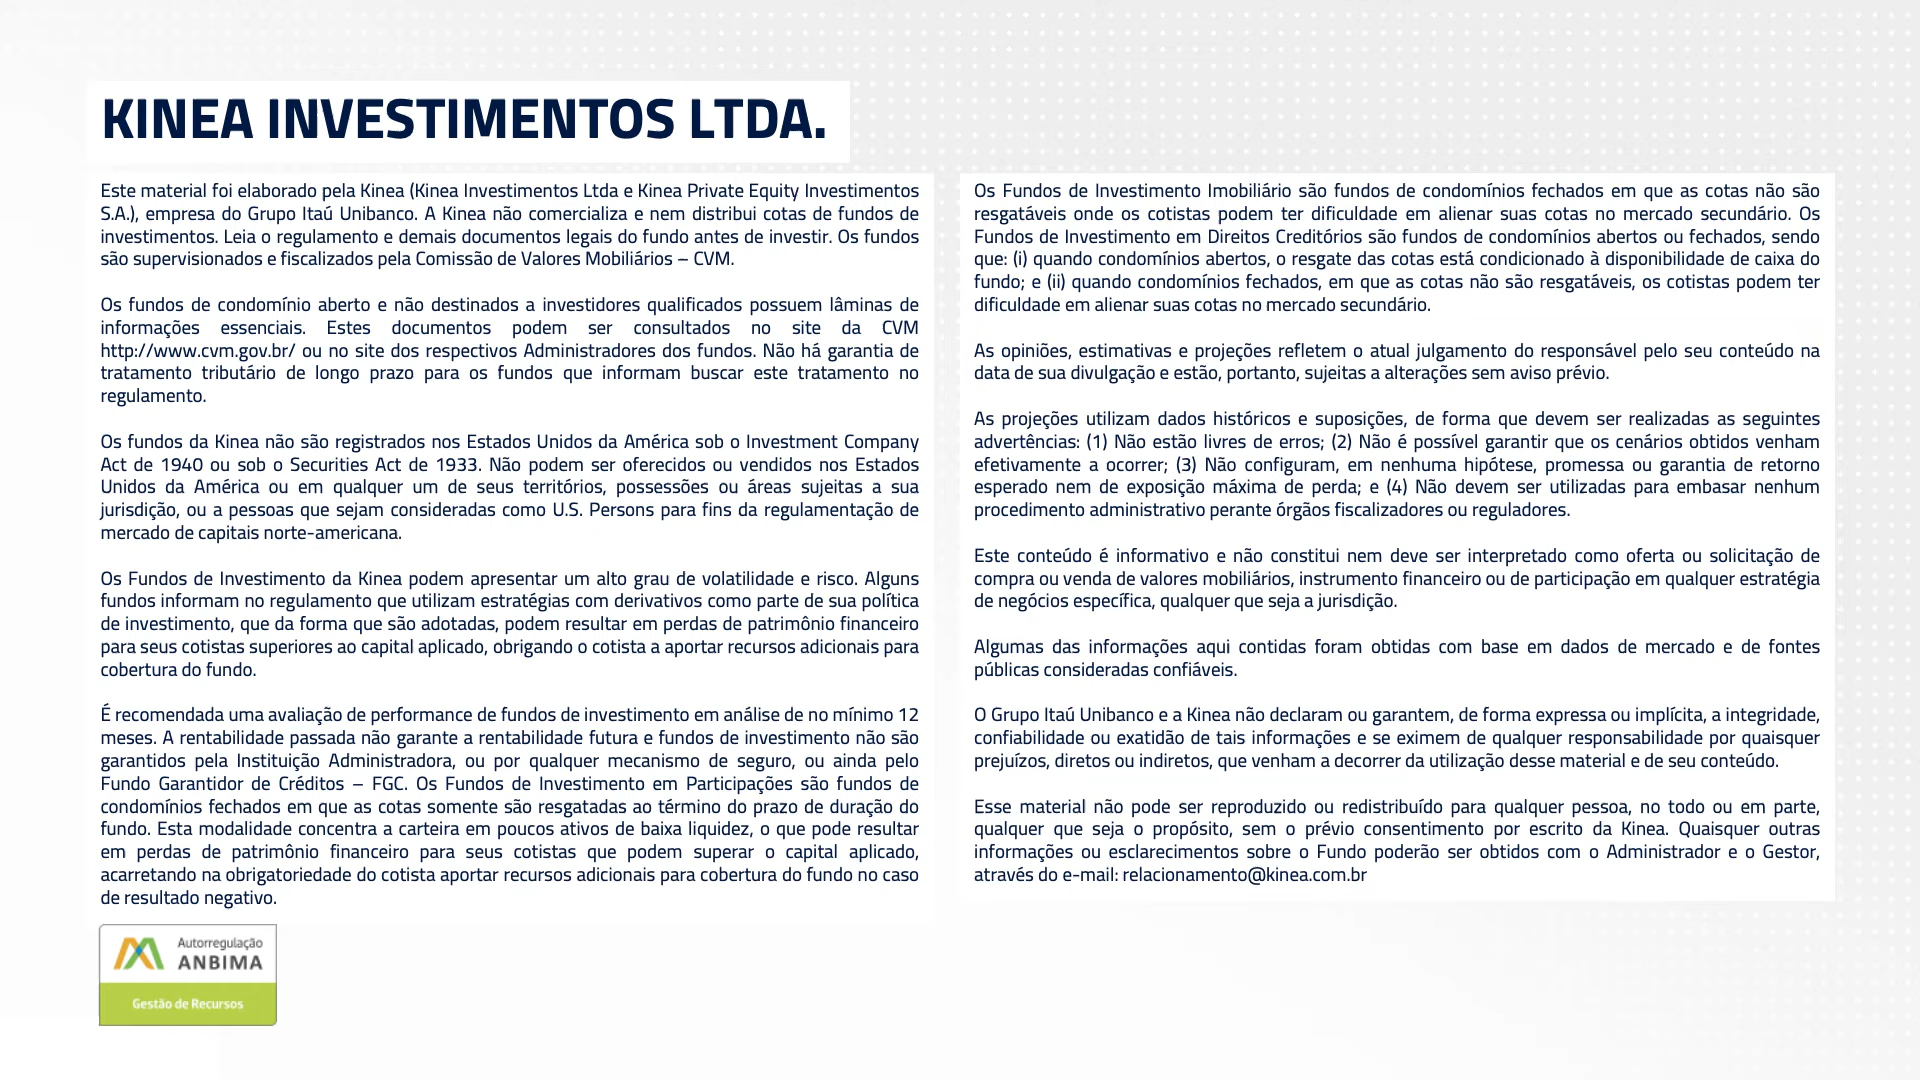 KINEA INVESTIMENTOS LTDA.
Este material foi elaborado pela Kinea (Kinea Investimentos Ltda e Kinea Private Equity Investimentos
S.A.), empresa do Grupo Itaú Unibanco. A Kinea não comercializa e nem distribui cotas de fundos de
investimentos. Leia o regulamento e demais documentos legais do fundo antes de investir. Os fundos
são supervisionados e fiscalizados pela Comissão de Valores Mobiliários – CVM.
Os fundos de condomínio aberto e não destinados a investidores qualificados possuem lâminas de
informações essenciais. Estes documentos podem ser consultados no site da CVM
http://www.cvm.gov.br/ ou no site dos respectivos Administradores dos fundos. Não há garantia de
tratamento tributário de longo prazo para os fundos que informam buscar este tratamento no
regulamento.
Os fundos da Kinea não são registrados nos Estados Unidos da América sob o Investment Company
Act de 1940 ou sob o Securities Act de 1933. Não podem ser oferecidos ou vendidos nos Estados
Unidos da América ou em qualquer um de seus territórios, possessões ou áreas sujeitas a sua
jurisdição, ou a pessoas que sejam consideradas como U.S. Persons para fins da regulamentação de
mercado de capitais norte-americana.
Os Fundos de Investimento da Kinea podem apresentar um alto grau de volatilidade e risco. Alguns
fundos informam no regulamento que utilizam estratégias com derivativos como parte de sua política
de investimento, que da forma que são adotadas, podem resultar em perdas de patrimônio financeiro
para seus cotistas superiores ao capital aplicado, obrigando o cotista a aportar recursos adicionais para
cobertura do fundo.
É recomendada uma avaliação de performance de fundos de investimento em análise de no mínimo 12
meses. A rentabilidade passada não garante a rentabilidade futura e fundos de investimento não são
garantidos pela Instituição Administradora, ou por qualquer mecanismo de seguro, ou ainda pelo
Fundo Garantidor de Créditos – FGC. Os Fundos de Investimento em Participações são fundos de
condomínios fechados em que as cotas somente são resgatadas ao término do prazo de duração do
fundo. Esta modalidade concentra a carteira em poucos ativos de baixa liquidez, o que pode resultar
em perdas de patrimônio financeiro para seus cotistas que podem superar o capital aplicado,
acarretando na obrigatoriedade do cotista aportar recursos adicionais para cobertura do fundo no caso
de resultado negativo.
Os Fundos de Investimento Imobiliário são fundos de condomínios fechados em que as cotas não são
resgatáveis onde os cotistas podem ter dificuldade em alienar suas cotas no mercado secundário. Os
Fundos de Investimento em Direitos Creditórios são fundos de condomínios abertos ou fechados, sendo
que: (i) quando condomínios abertos, o resgate das cotas está condicionado à disponibilidade de caixa do
fundo; e (ii) quando condomínios fechados, em que as cotas não são resgatáveis, os cotistas podem ter
dificuldade em alienar suas cotas no mercado secundário.
As opiniões, estimativas e projeções refletem o atual julgamento do responsável pelo seu conteúdo na
data de sua divulgação e estão, portanto, sujeitas a alterações sem aviso prévio.
As projeções utilizam dados históricos e suposições, de forma que devem ser realizadas as seguintes
advertências: (1) Não estão livres de erros; (2) Não é possível garantir que os cenários obtidos venham
efetivamente a ocorrer; (3) Não configuram, em nenhuma hipótese, promessa ou garantia de retorno
esperado nem de exposição máxima de perda; e (4) Não devem ser utilizadas para embasar nenhum
procedimento administrativo perante órgãos fiscalizadores ou reguladores.
Este conteúdo é informativo e não constitui nem deve ser interpretado como oferta ou solicitação de
compra ou venda de valores mobiliários, instrumento financeiro ou de participação em qualquer estratégia
de negócios específica, qualquer que seja a jurisdição.
Algumas das informações aqui contidas foram obtidas com base em dados de mercado e de fontes
públicas consideradas confiáveis.
O Grupo Itaú Unibanco e a Kinea não declaram ou garantem, de forma expressa ou implícita, a integridade,
confiabilidade ou exatidão de tais informações e se eximem de qualquer responsabilidade por quaisquer
prejuízos, diretos ou indiretos, que venham a decorrer da utilização desse material e de seu conteúdo.
Esse material não pode ser reproduzido ou redistribuído para qualquer pessoa, no todo ou em parte,
qualquer que seja o propósito, sem o prévio consentimento por escrito da Kinea. Quaisquer outras
informações ou esclarecimentos sobre o Fundo poderão ser obtidos com o Administrador e o Gestor,
através do e-mail: relacionamento@kinea.com.br
Autorregulação
ANBIMA
Gestão de Recursos